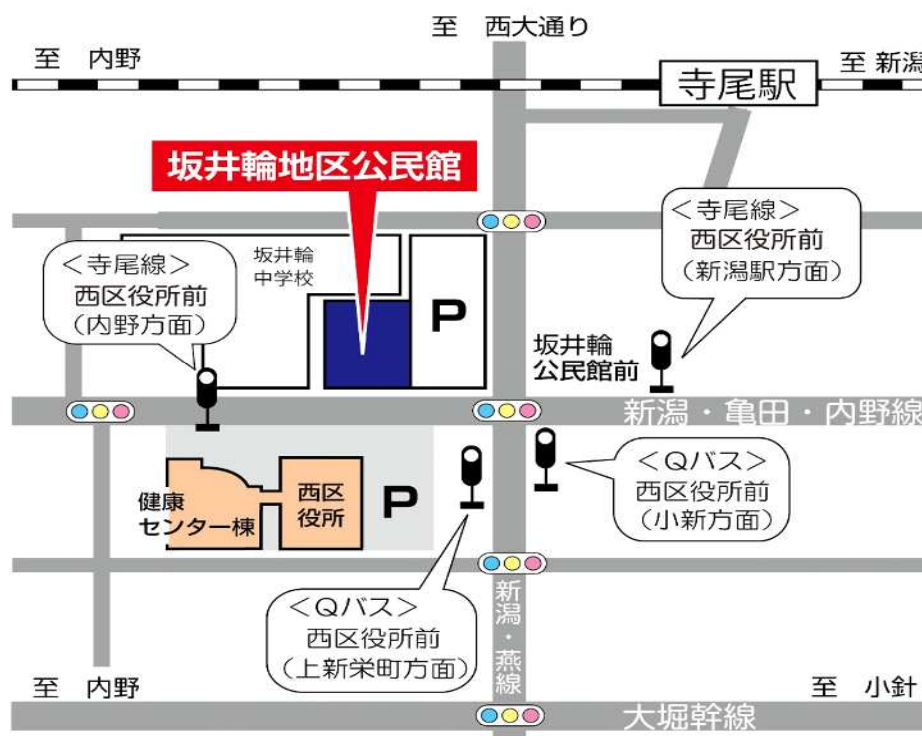 至　西大通り
至　内野
寺尾駅
至 新潟
坂井輪地区公民館
＜寺尾線＞
西区役所前
（新潟駅方面）
坂井輪
中学校
＜寺尾線＞
西区役所前
（内野方面）
P
坂井輪
公民館前
新潟・亀田・内野線
＜Qバス＞
西区役所前
（小新方面）
西区
役所
P
健康
センター棟
新潟・燕線
＜Qバス＞
西区役所前
（上新栄町方面）
至　内野
至　小針
大堀幹線